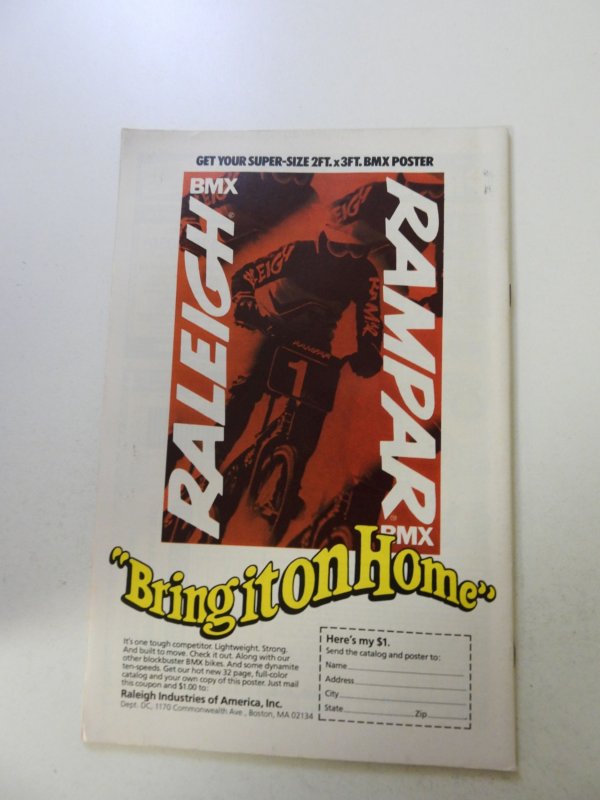 GET YOUR SUPER-SIZE 2FT. x 3FT. BMX POSTER
BMX
RALEIGH®
RAMPAR®
BMX
RALEIGH
RAMPAR
1
"Bring it on Home"
It's one tough competitor. Lightweight. Strong.
And built to move. Check it out. Along with our
other blockbuster BMX bikes. And some dynamite
ten-speeds. Get our hot new 32 page, full-color
catalog and your own copy of this poster. Just mail
this coupon and $1.00 to:
Raleigh Industries of America, Inc.
Dept. DC, 1170 Commonwealth Ave., Boston, MA 02134
Here's my $1.
Send the catalog and poster to:
Name
Address
City
State Zip